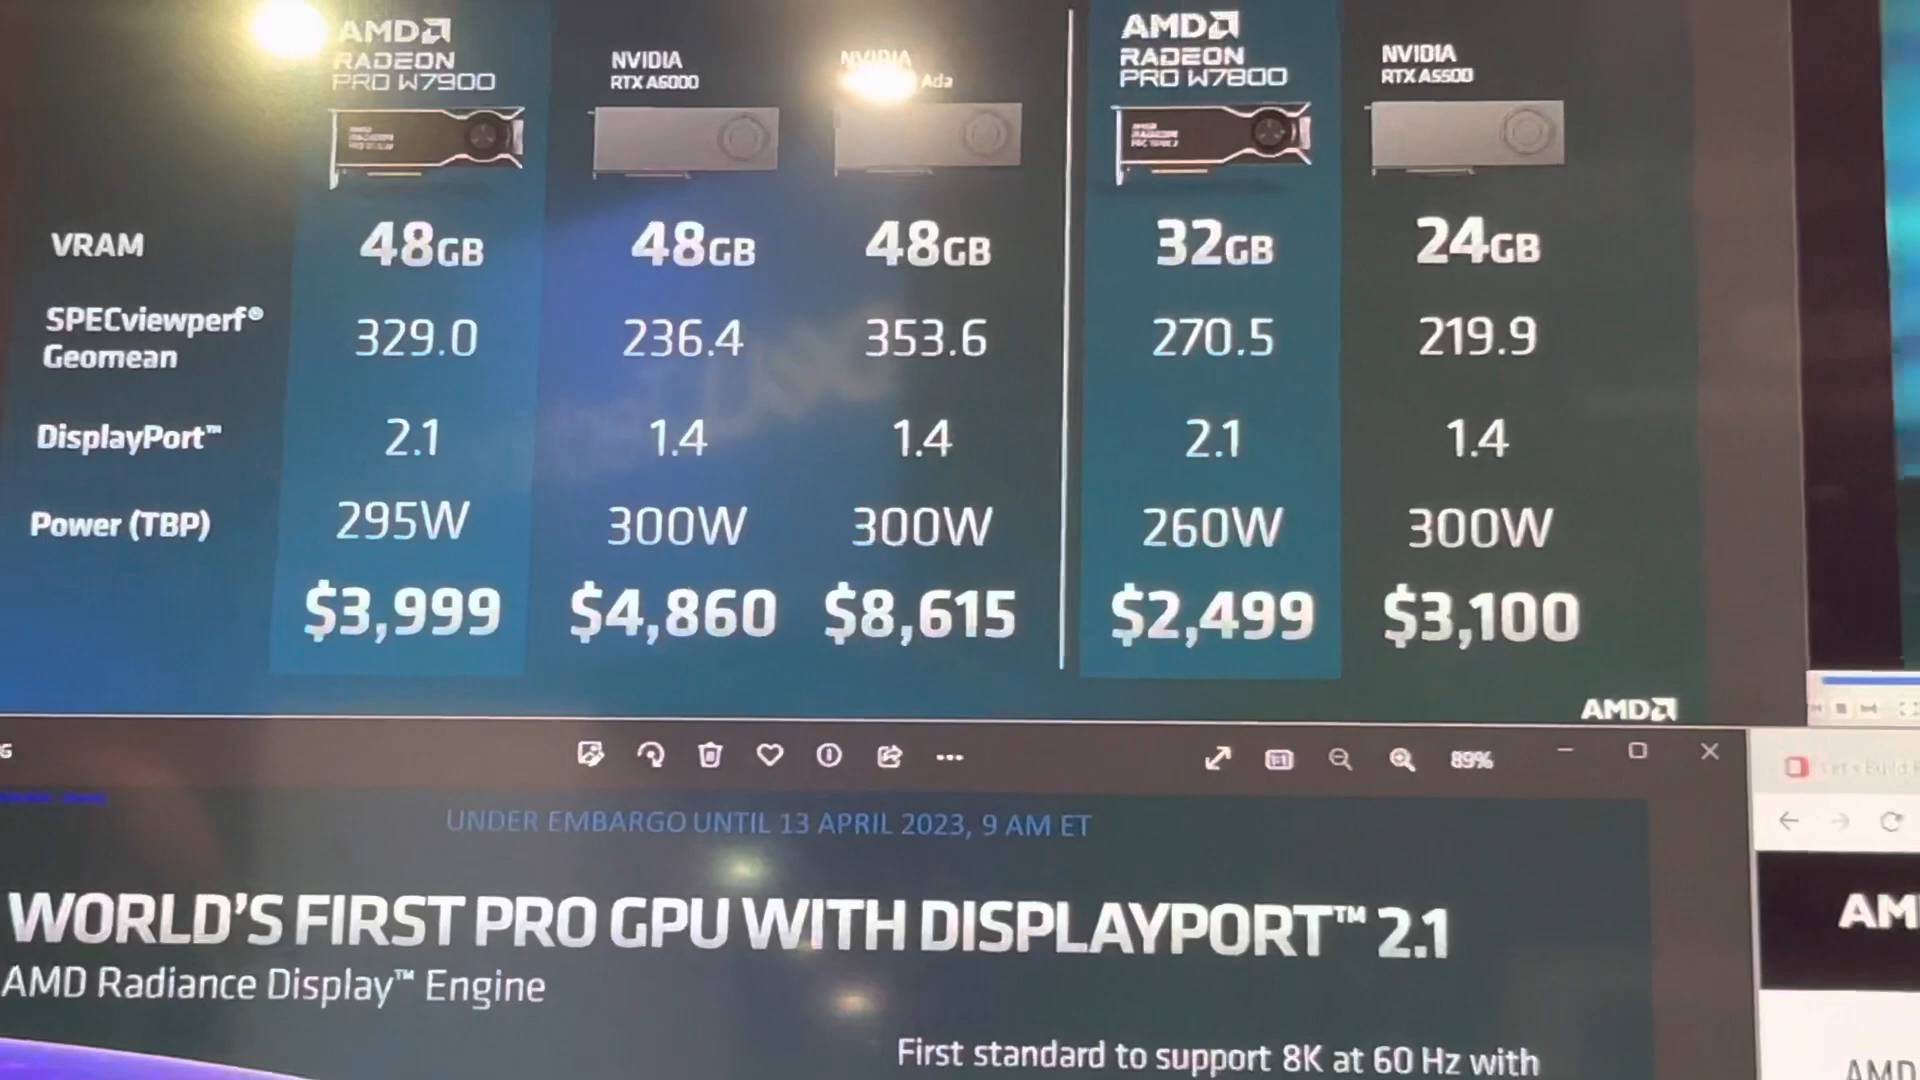 AMD
RADEON
PRO W7900
NVIDIA
RTX A6000
NVIDIA
Ada
AMD
RADEON
PRO W7800
NVIDIA
RTX A5500
VRAM 48GB 48GB 48GB 32GB 24GB
SPECviewperf®
Geomean 329.0 236.4 353.6 270.5 219.9
DisplayPort™ 2.1 1.4 1.4 2.1 1.4
Power (TBP) 295W 300W 300W 260W 300W
$3,999 $4,860 $8,615 $2,499 $3,100
AMD
89%
UNDER EMBARGO UNTIL 13 APRIL 2023, 9 AM ET
WORLD'S FIRST PRO GPU WITH DISPLAYPORT™ 2.1
AMD Radiance Display™ Engine
First standard to support 8K at 60 Hz with
AM
AMD